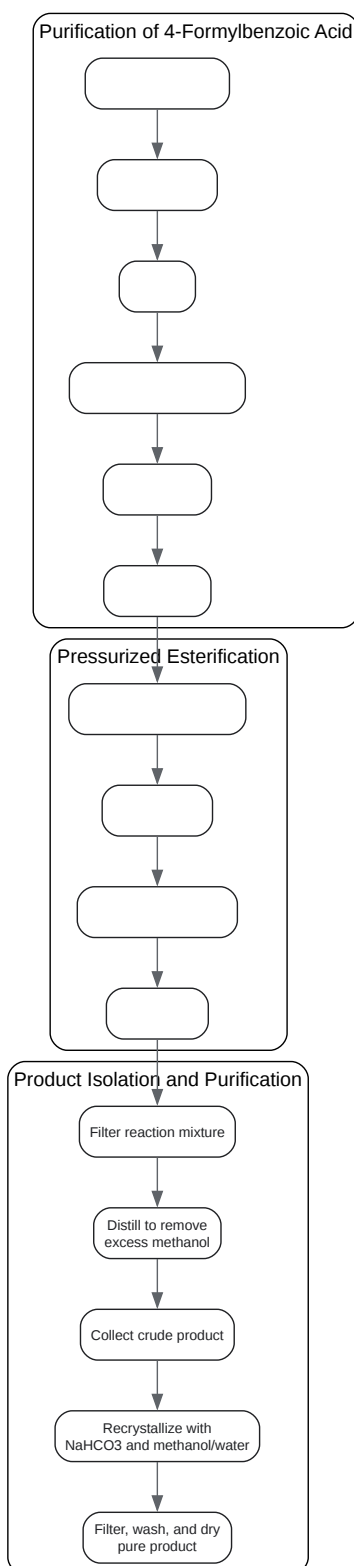 Purification of 4-Formylbenzoic Acid
Pressurized Esterification
Product Isolation and Purification
Filter reaction mixture
Distill to remove
excess methanol
Collect crude product
Recrystallize with
NaHCO3 and methanol/water
Filter, wash, and dry
pure product